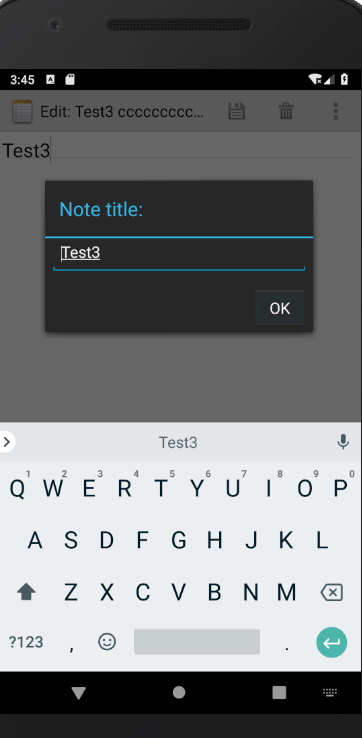 3:45
Edit: Test3 cccccccccc...
Test3
Note title:
Test3
OK
Test3
1 2 3 4 5 6 7 8 9 0
Q W E R T Y U I O P
A S D F G H J K L
Z X C V B N M
?123 , .